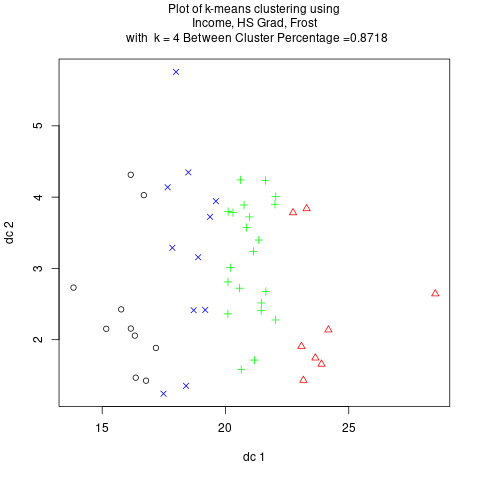 Plot of k-means clustering using
Income, HS Grad, Frost
with k = 4 Between Cluster Percentage =0.8718
5
4
3
2
dc 2
15 20 25
dc 1